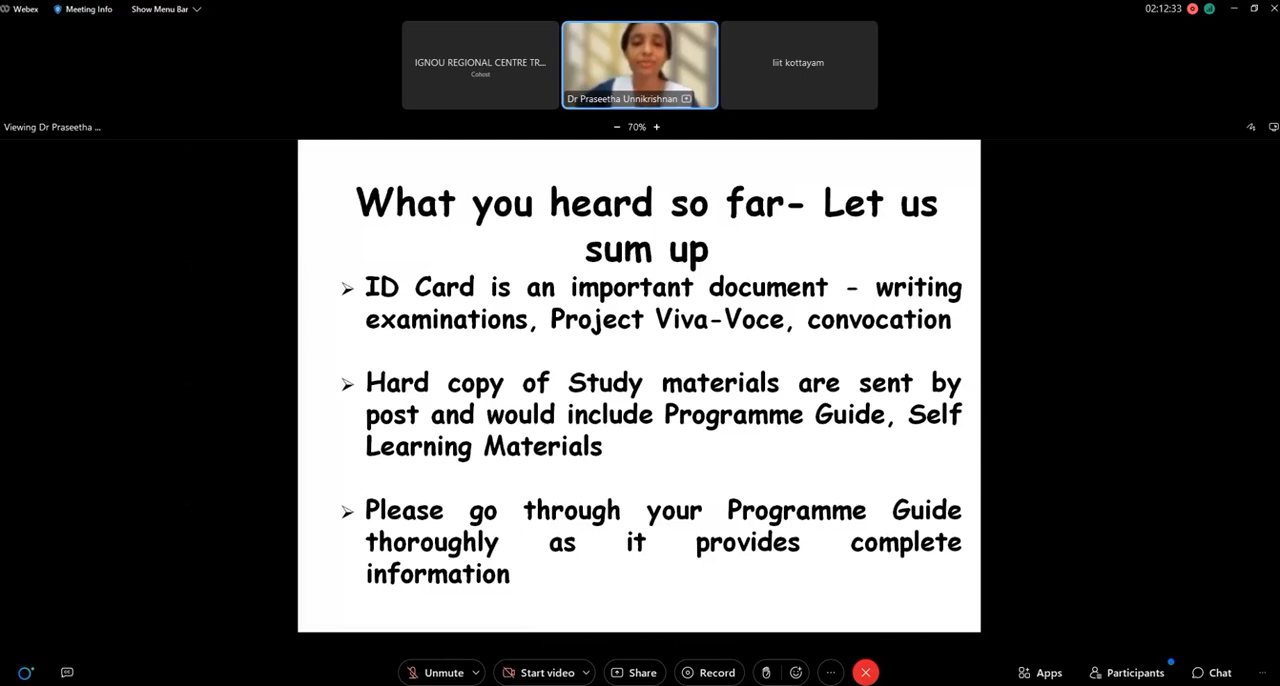 Webex Meeting Info Show Menu Bar 02:12:33
IGNOU REGIONAL CENTRE TR...
Cohost
Dr Praseetha Unnikrishnan
liit kottayam
Viewing Dr Praseetha ...
− 70% +
What you heard so far- Let us
sum up
➢ ID Card is an important document - writing
examinations, Project Viva-Voce, convocation
➢ Hard copy of Study materials are sent by
post and would include Programme Guide, Self
Learning Materials
➢ Please go through your Programme Guide
thoroughly as it provides complete
information
Unmute Start video Share Record ... Apps Participants Chat ...